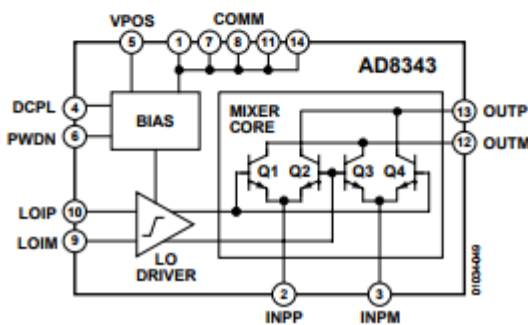 VPOS COMM
5 1 7 8 11 14
AD8343
DCPL 4
PWDN 6
BIAS
MIXER
CORE
13 OUTP
12 OUTM
Q1 Q2 Q3 Q4
LOIP 10
LOIM 9
LO
DRIVER
2 3
INPP INPM
01034-049